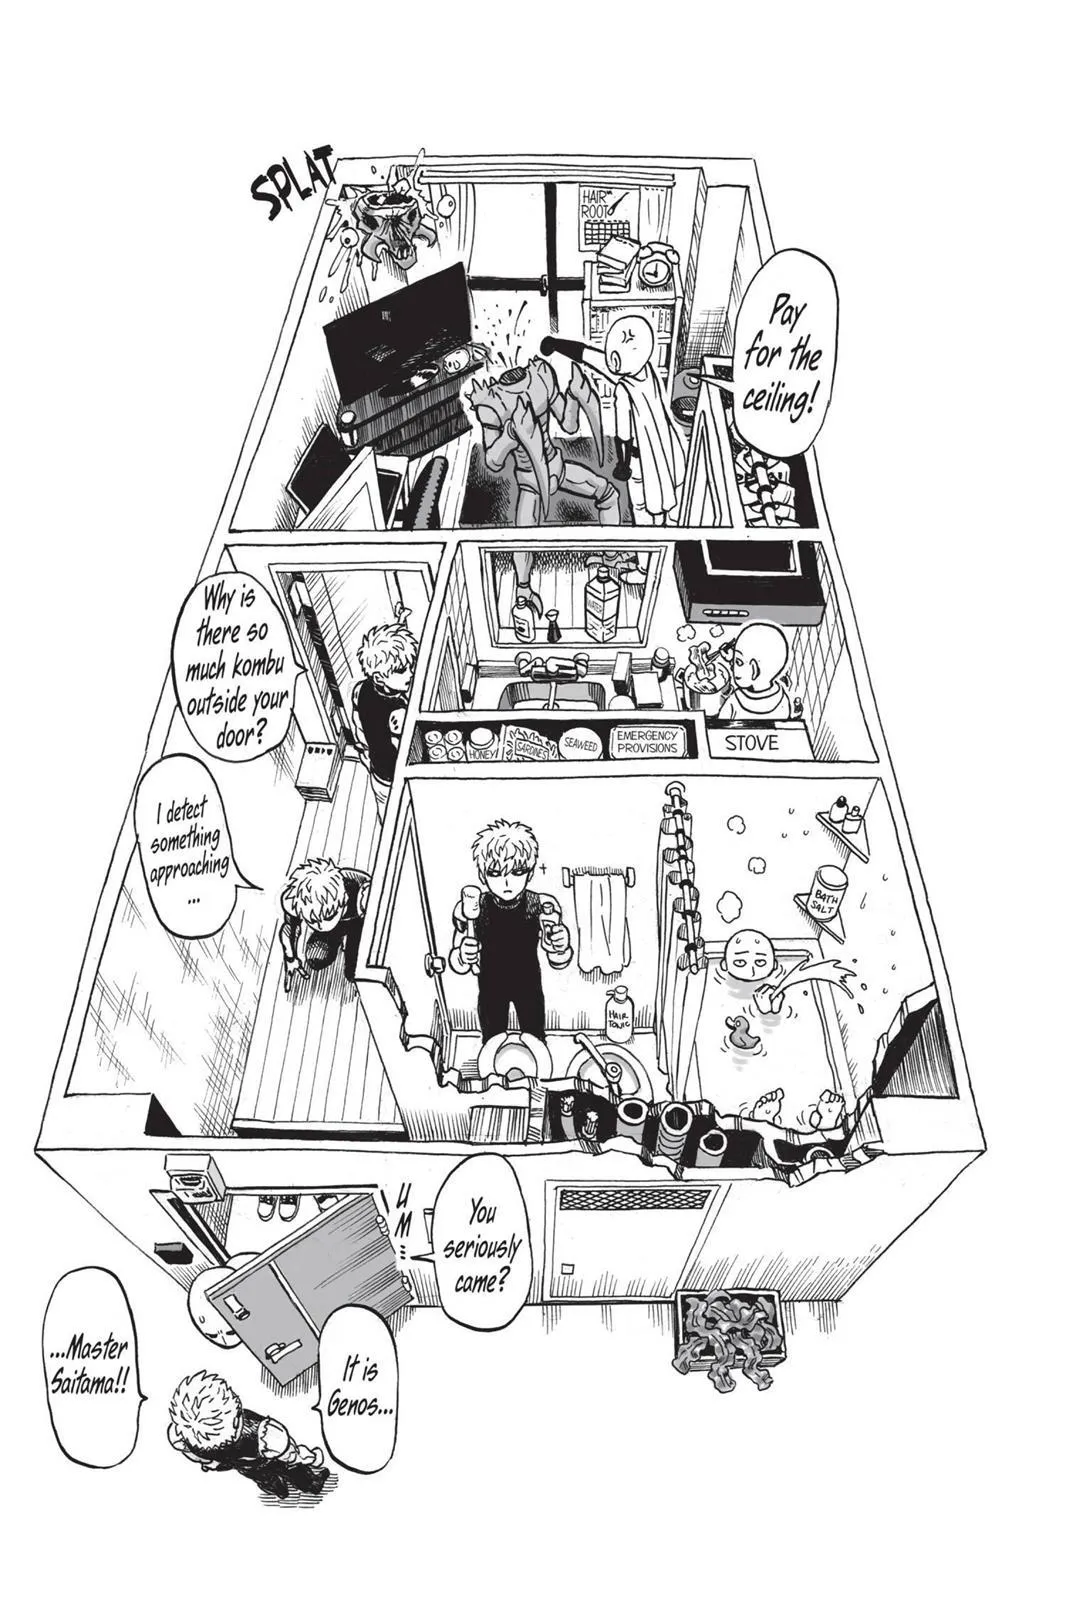 SPLAT
HAIR
ROOT
Pay
for the
ceiling!
Why is
there so
much kombu
outside your
door?
WATER
HONEY
SARDINES
SEAWEED
EMERGENCY
PROVISIONS
STOVE
I detect
something
approaching
...
BATH
SALT
HAIR
TONIC
UM...
You
seriously
came?
...Master
Saitama!!
It is
Genos...